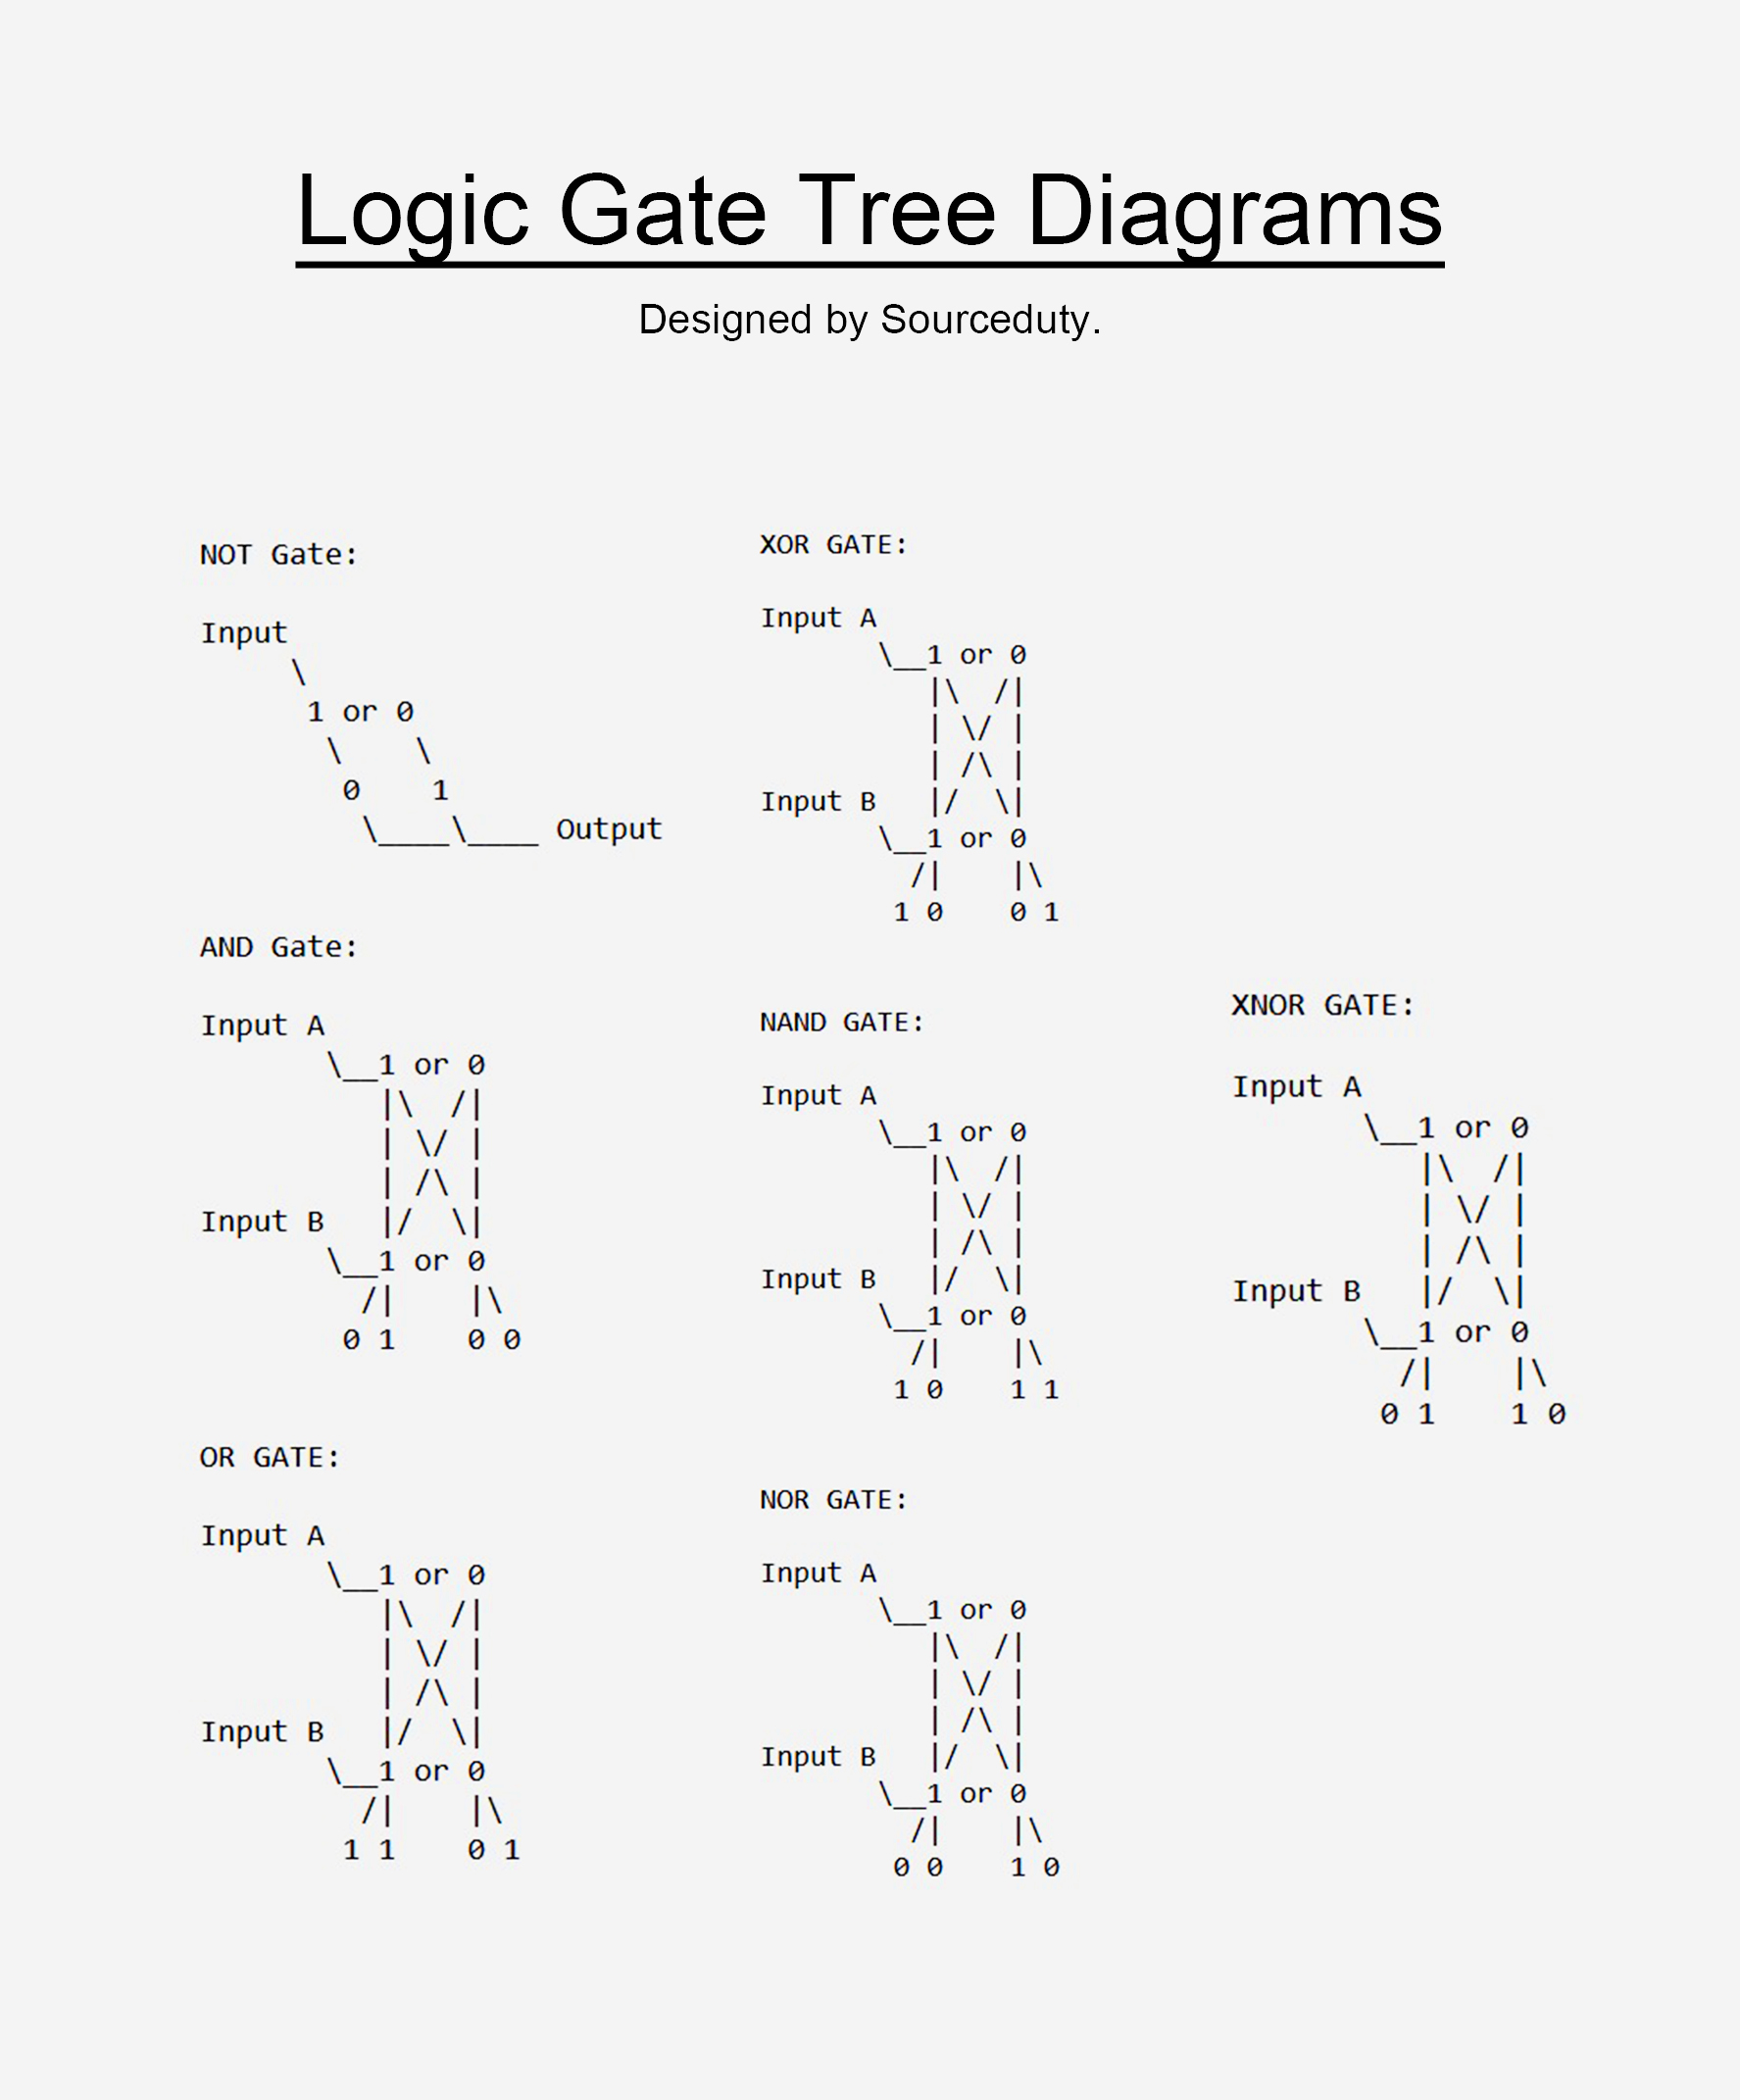 Logic Gate Tree Diagrams
Designed by Sourceduty.
NOT Gate:
Input
\
1 or 0
\    \
0    1
\____\____ Output
AND Gate:
Input A
\__1 or 0
|\  /|
| \/ |
| /\ |
Input B   |/  \|
\__1 or 0
/|    |\
0 1    0 0
OR GATE:
Input A
\__1 or 0
|\  /|
| \/ |
| /\ |
Input B   |/  \|
\__1 or 0
/|    |\
1 1    0 1
XOR GATE:
Input A
\__1 or 0
|\  /|
| \/ |
| /\ |
Input B   |/  \|
\__1 or 0
/|    |\
1 0    0 1
NAND GATE:
Input A
\__1 or 0
|\  /|
| \/ |
| /\ |
Input B   |/  \|
\__1 or 0
/|    |\
1 0    1 1
NOR GATE:
Input A
\__1 or 0
|\  /|
| \/ |
| /\ |
Input B   |/  \|
\__1 or 0
/|    |\
0 0    1 0
XNOR GATE:
Input A
\__1 or 0
|\  /|
| \/ |
| /\ |
Input B   |/  \|
\__1 or 0
/|    |\
0 1    1 0